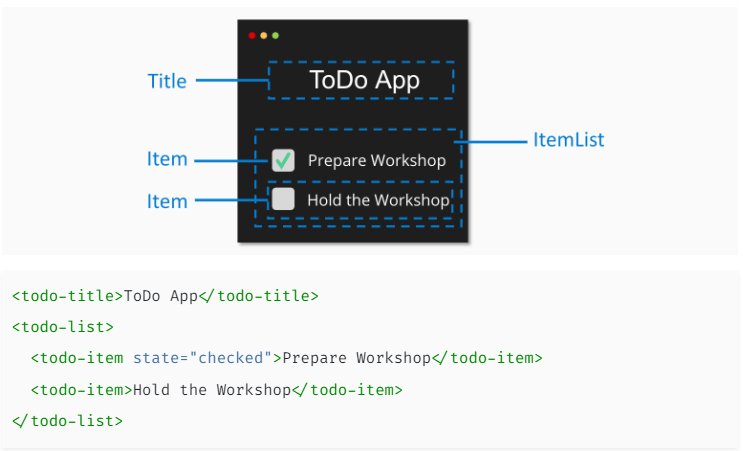 ToDo App
Title
ItemList
Item
Prepare Workshop
Item
Hold the Workshop
<todo-title>ToDo App</todo-title>
<todo-list>
  <todo-item state="checked">Prepare Workshop</todo-item>
  <todo-item>Hold the Workshop</todo-item>
</todo-list>